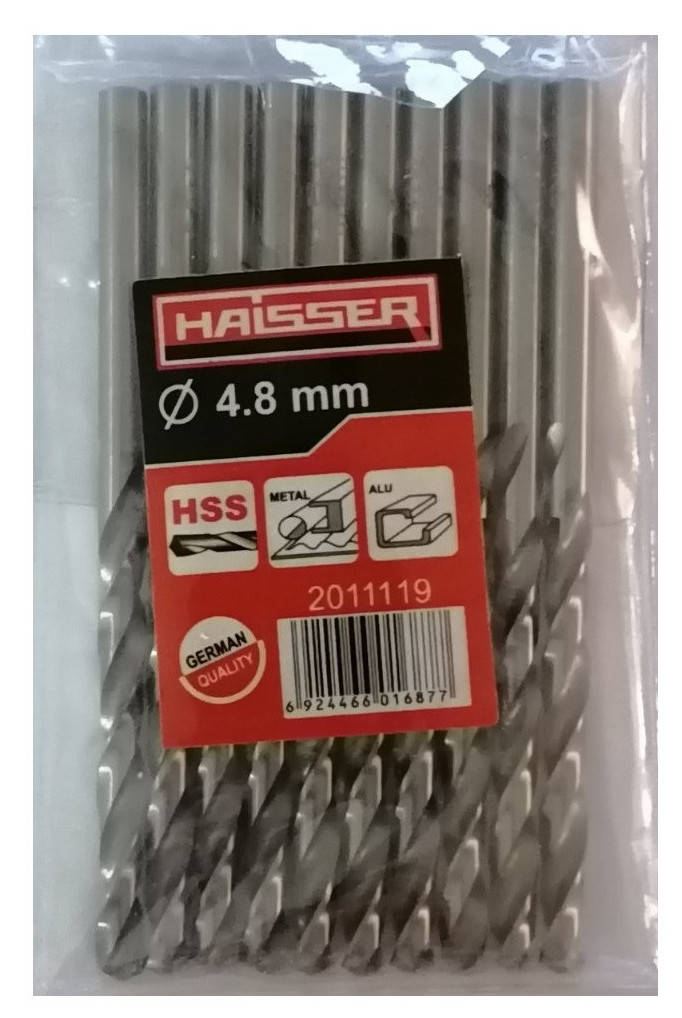 HAISSER
Ø 4.8 mm
HSS
METAL
ALU
2011119
GERMAN
QUALITY
6 924466 016877